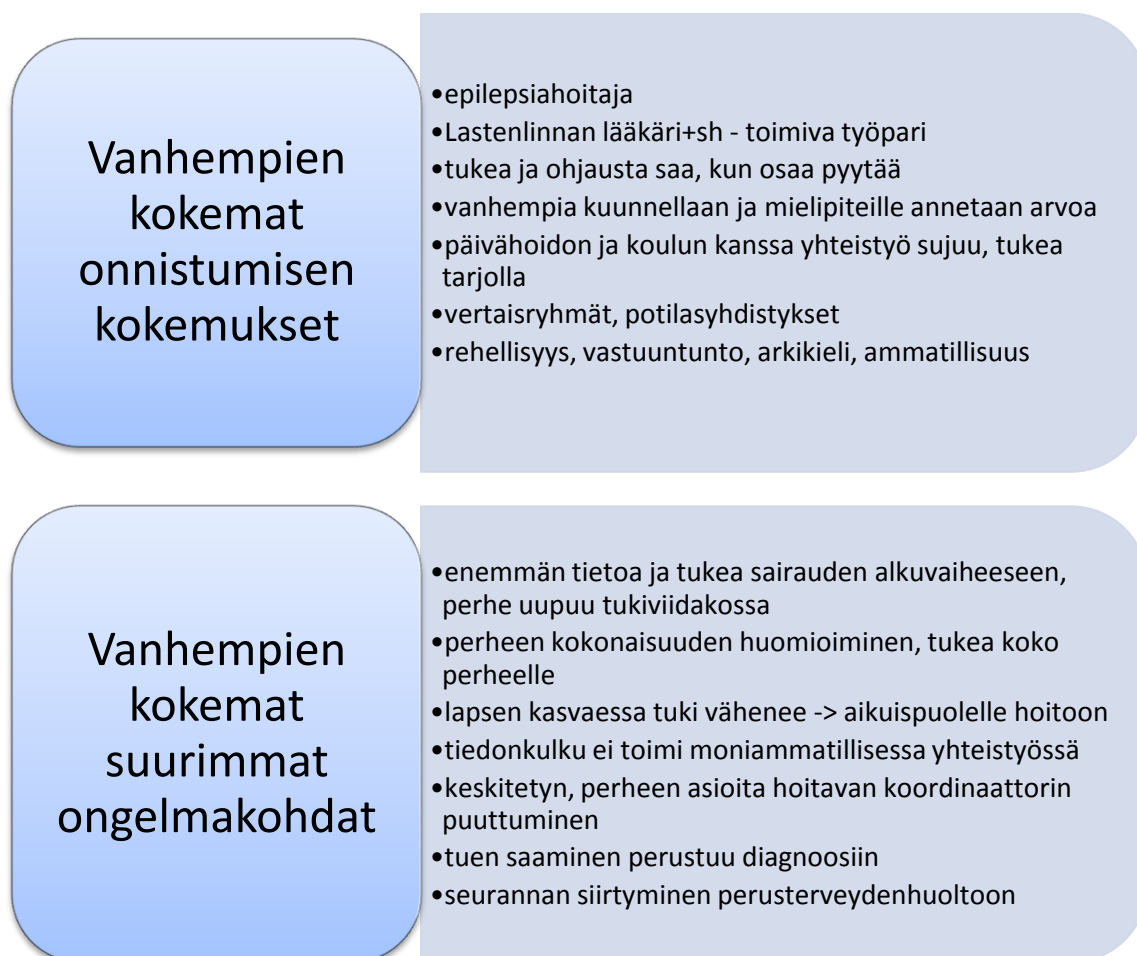 Vanhempien
kokemat
onnistumisen
kokemukset
•epilepsiahoitaja
•Lastenlinnan lääkäri+sh - toimiva työpari
•tukea ja ohjausta saa, kun osaa pyytää
•vanhempia kuunnellaan ja mielipiteille annetaan arvoa
•päivähoidon ja koulun kanssa yhteistyö sujuu, tukea
tarjolla
•vertaisryhmät, potilasyhdistykset
•rehellisyys, vastuuntunto, arkikieli, ammatillisuus
Vanhempien
kokemat
suurimmat
ongelmakohdat
•enemmän tietoa ja tukea sairauden alkuvaiheeseen,
perhe uupuu tukiviidakossa
•perheen kokonaisuuden huomioiminen, tukea koko
perheelle
•lapsen kasvaessa tuki vähenee -> aikuispuolelle hoitoon
•tiedonkulku ei toimi moniammatillisessa yhteistyössä
•keskitetyn, perheen asioita hoitavan koordinaattorin
puuttuminen
•tuen saaminen perustuu diagnoosiin
•seurannan siirtyminen perusterveydenhuoltoon